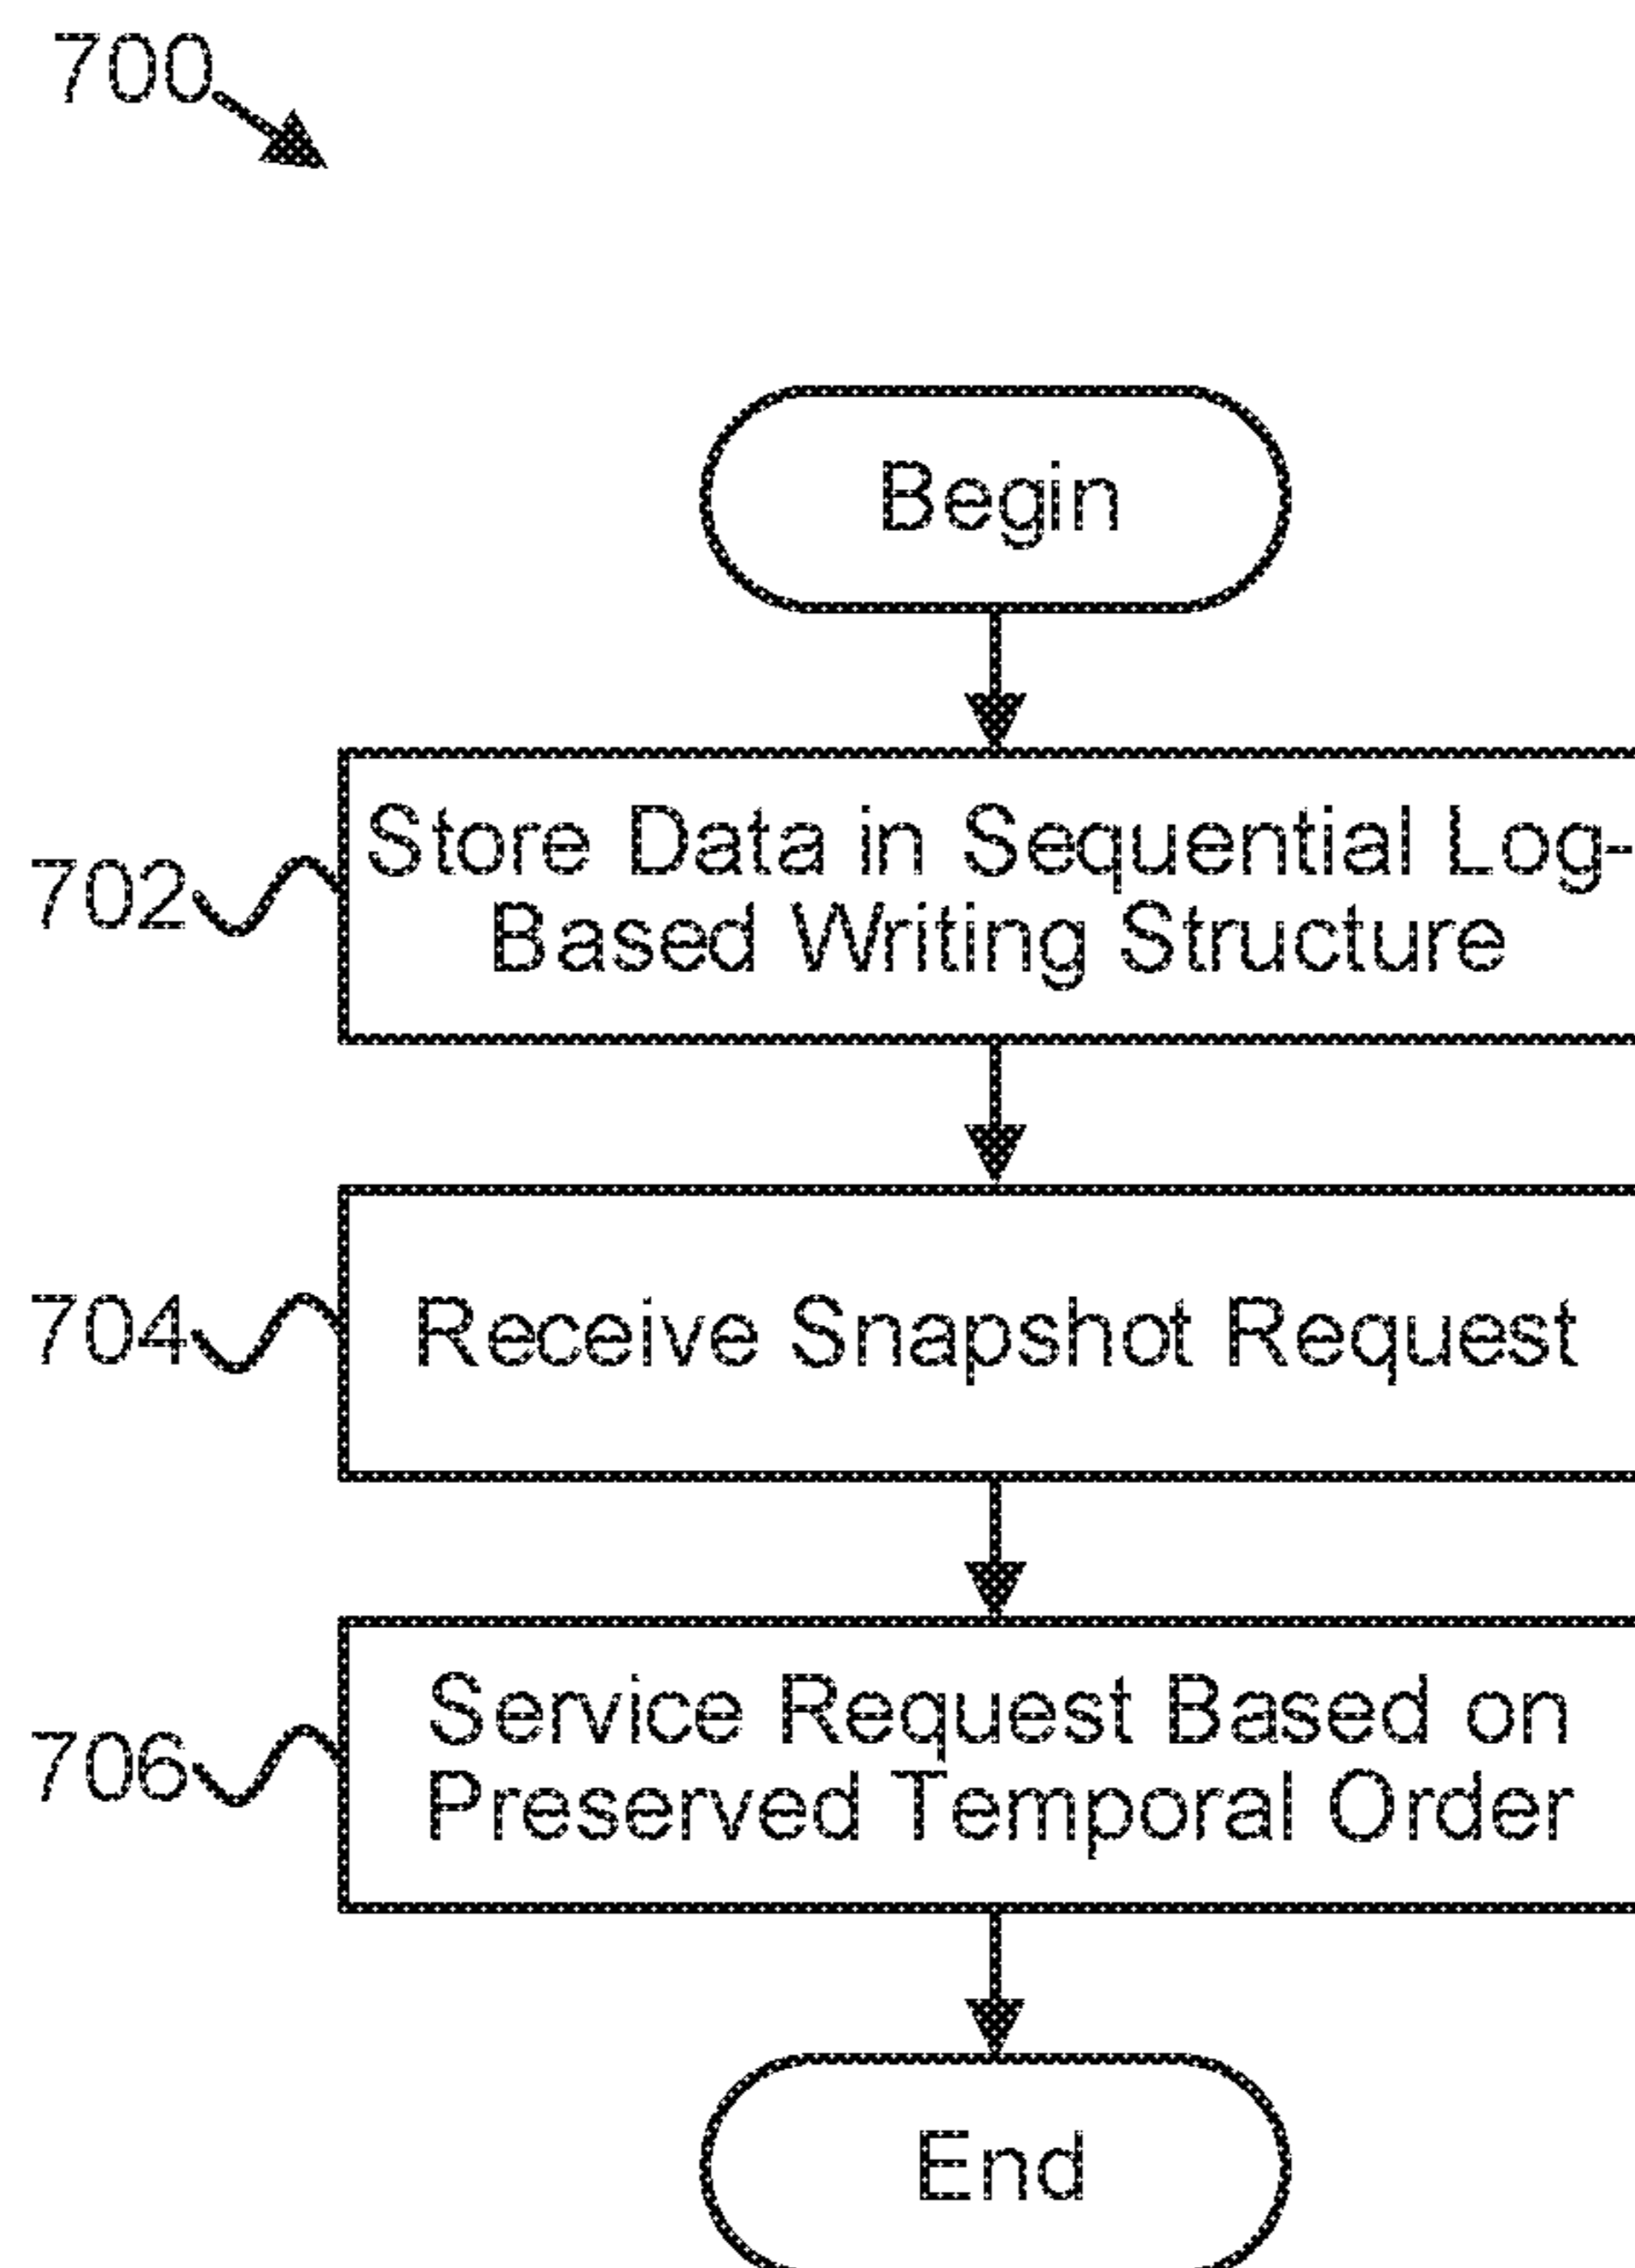 700
Begin
702
Store Data in Sequential Log-
Based Writing Structure
704
Receive Snapshot Request
706
Service Request Based on
Preserved Temporal Order
End